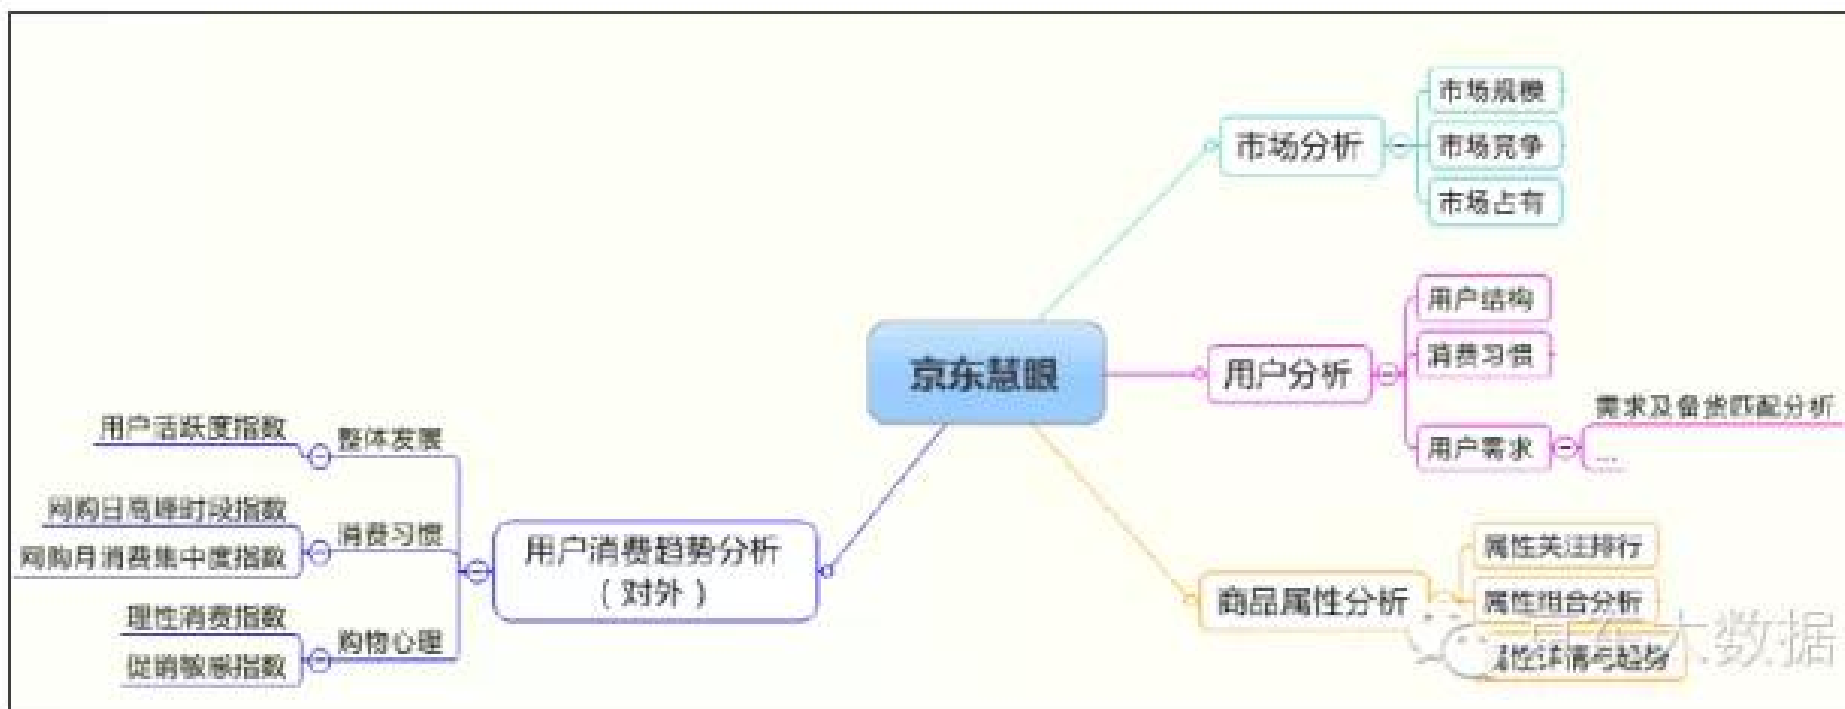 市场规模
市场分析
市场竞争
市场占有
用户结构
京东慧眼
用户分析
消费习惯
需求及备货匹配分析
用户需求
...
用户活跃度指数
整体发展
网购日高峰时段指数
消费习惯
网购月消费集中度指数
用户消费趋势分析
（对外）
理性消费指数
购物心理
促销敏感指数
属性关注排行
商品属性分析
属性组合分析
大数据